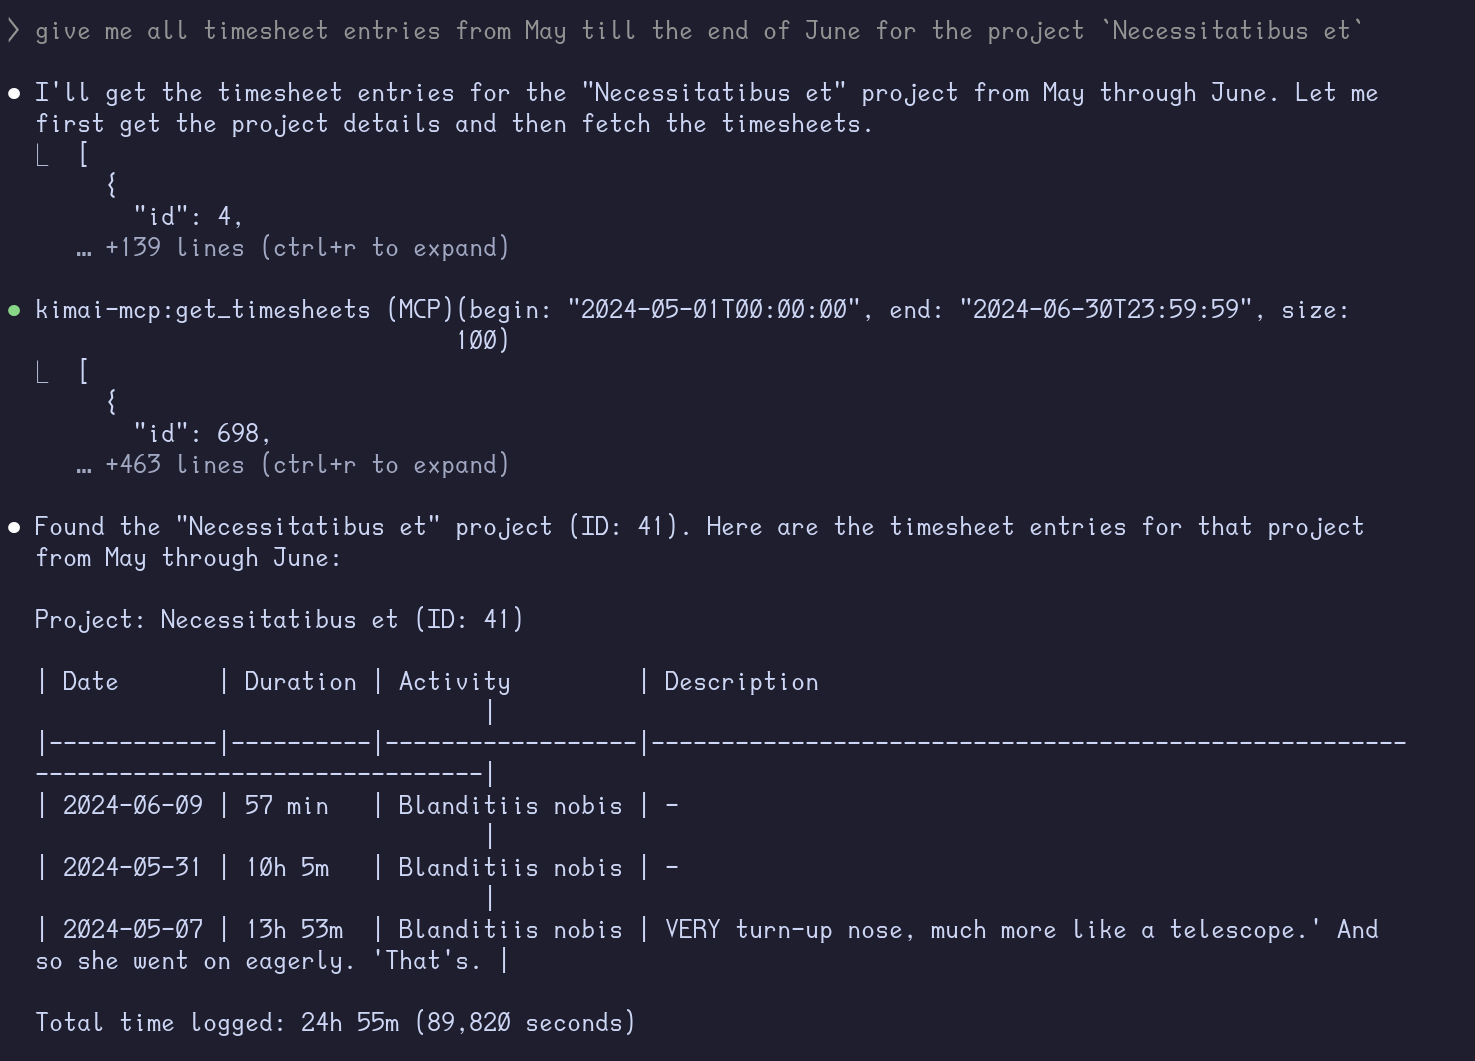 > give me all timesheet entries from May till the end of June for the project `Necessitatibus et`
● I'll get the timesheet entries for the "Necessitatibus et" project from May through June. Let me
first get the project details and then fetch the timesheets.
⎿  [
{
"id": 4,
… +139 lines (ctrl+r to expand)
● kimai-mcp:get_timesheets (MCP)(begin: "2024-05-01T00:00:00", end: "2024-06-30T23:59:59", size:
100)
⎿  [
{
"id": 698,
… +463 lines (ctrl+r to expand)
● Found the "Necessitatibus et" project (ID: 41). Here are the timesheet entries for that project
from May through June:
Project: Necessitatibus et (ID: 41)
| Date       | Duration | Activity         | Description
|
|------------|----------|------------------|------------------------------------------------------
--------------------------------|
| 2024-06-09 | 57 min   | Blanditiis nobis | -
|
| 2024-05-31 | 10h 5m   | Blanditiis nobis | -
|
| 2024-05-07 | 13h 53m  | Blanditiis nobis | VERY turn-up nose, much more like a telescope.' And
so she went on eagerly. 'That's. |
Total time logged: 24h 55m (89,820 seconds)